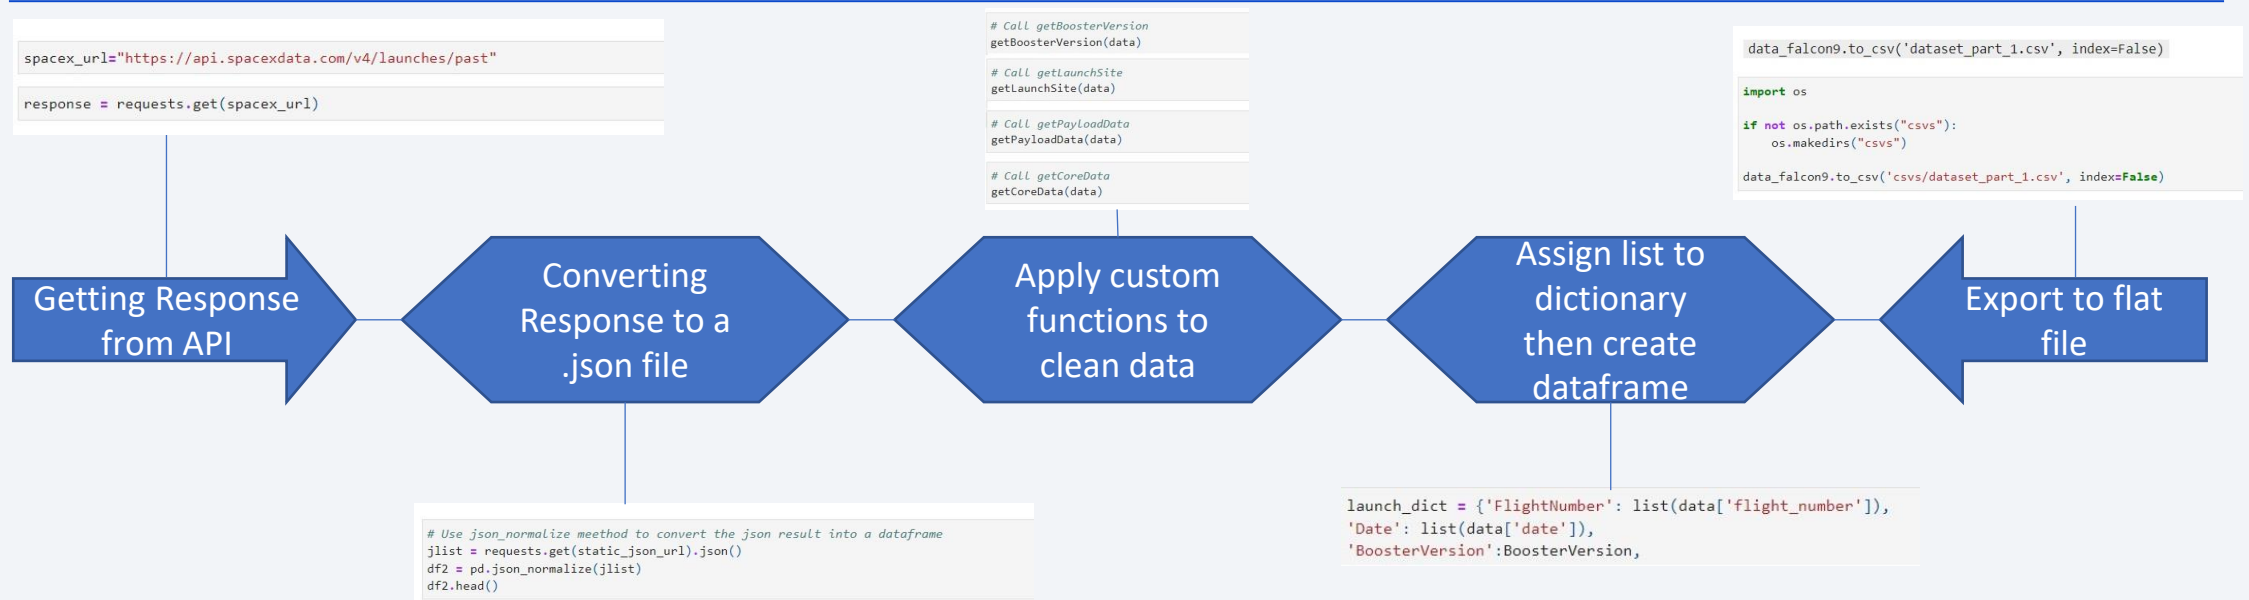 spacex_url="https://api.spacexdata.com/v4/launches/past"
response = requests.get(spacex_url)
# Call getBoosterVersion
getBoosterVersion(data)
# Call getLaunchSite
getLaunchSite(data)
# Call getPayloadData
getPayloadData(data)
# Call getCoreData
getCoreData(data)
data_falcon9.to_csv('dataset_part_1.csv', index=False)
import os
if not os.path.exists("csvs"):
    os.makedirs("csvs")
data_falcon9.to_csv('csvs/dataset_part_1.csv', index=False)
Getting Response
from API
Converting
Response to a
.json file
Apply custom
functions to
clean data
Assign list to
dictionary
then create
dataframe
Export to flat
file
# Use json_normalize meethod to convert the json result into a dataframe
jlist = requests.get(static_json_url).json()
df2 = pd.json_normalize(jlist)
df2.head()
launch_dict = {'FlightNumber': list(data['flight_number']),
'Date': list(data['date']),
'BoosterVersion':BoosterVersion,